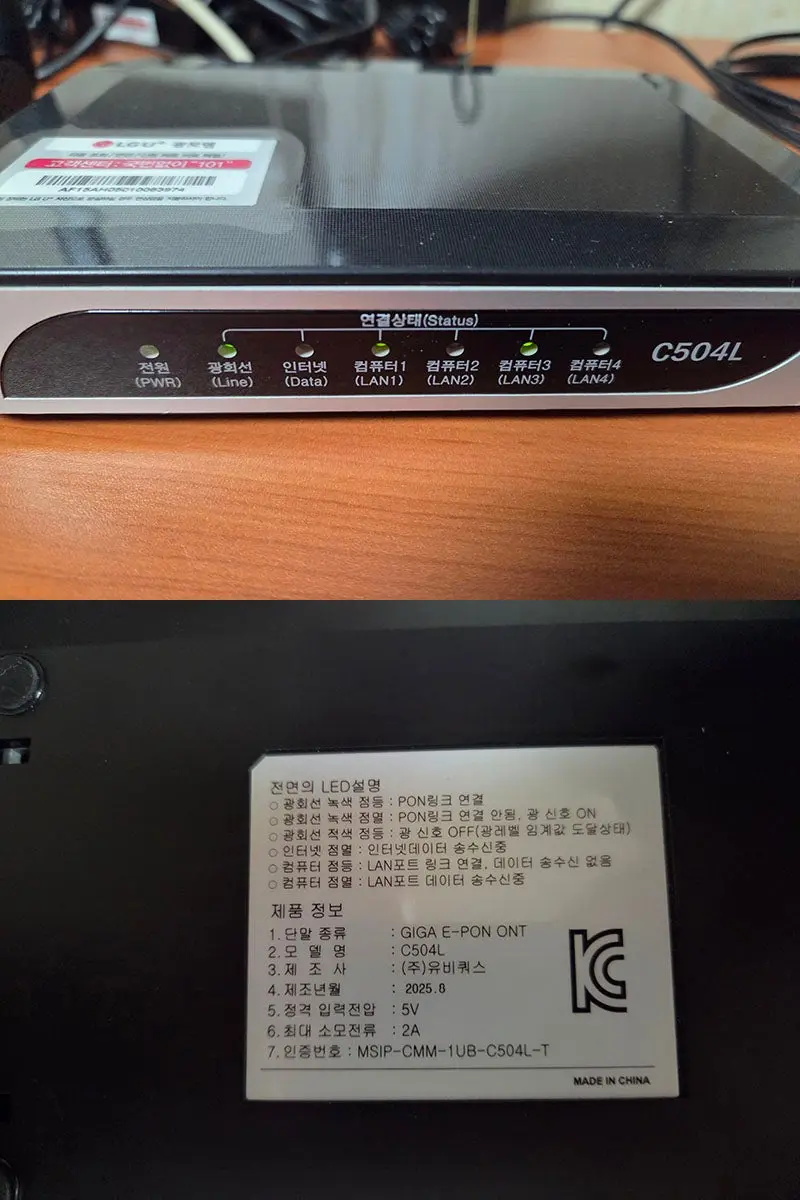 LG U+ 광모뎀
고객센터 : 국번없이 "101"
연결상태(Status)
전원 광회선 인터넷 컴퓨터1 컴퓨터2 컴퓨터3 컴퓨터4
(PWR) (Line) (Data) (LAN1) (LAN2) (LAN3) (LAN4)
C504L
전면의 LED설명
○ 광회선 녹색 점등 : PON링크 연결
○ 광회선 녹색 점멸 : PON링크 연결 안됨, 광 신호 ON
○ 광회선 적색 점등 : 광 신호 OFF(광레벨 임계값 도달상태)
○ 인터넷 점멸 : 인터넷데이터 송수신중
○ 컴퓨터 점등 : LAN포트 링크 연결, 데이터 송수신 없음
○ 컴퓨터 점멸 : LAN포트 데이터 송수신중
제품 정보
1. 단말 종류 : GIGA E-PON ONT
2. 모 델 명 : C504L
3. 제 조 사 : (주)유비쿼스
4. 제조년월 : 2025.8
5. 정격 입력전압 : 5V
6. 최대 소모전류 : 2A
7. 인증번호 : MSIP-CMM-1UB-C504L-T
MADE IN CHINA